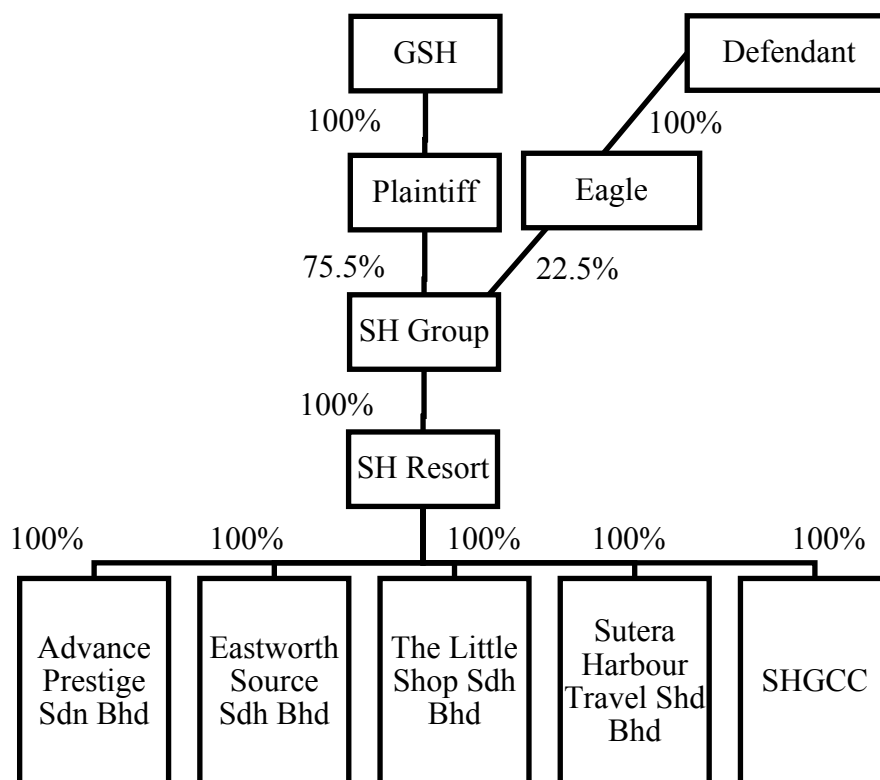 GSH
Defendant
100%
100%
Plaintiff
Eagle
75.5%
22.5%
SH Group
100%
SH Resort
100%
100%
100%
100%
100%
Advance
Prestige
Sdn Bhd
Eastworth
Source
Sdh Bhd
The Little
Shop Sdh
Bhd
Sutera
Harbour
Travel Shd
Bhd
SHGCC